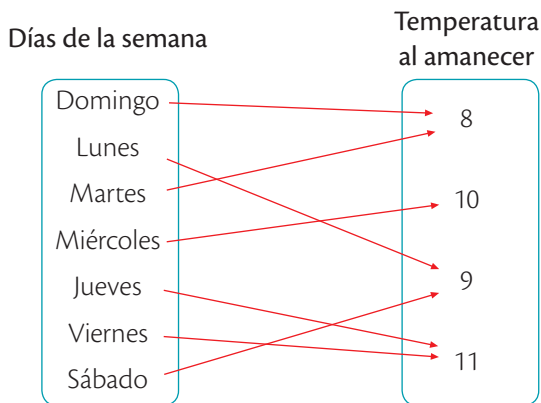 Días de la semana
Temperatura
al amanecer
Domingo
Lunes
Martes
Miércoles
Jueves
Viernes
Sábado
8
10
9
11